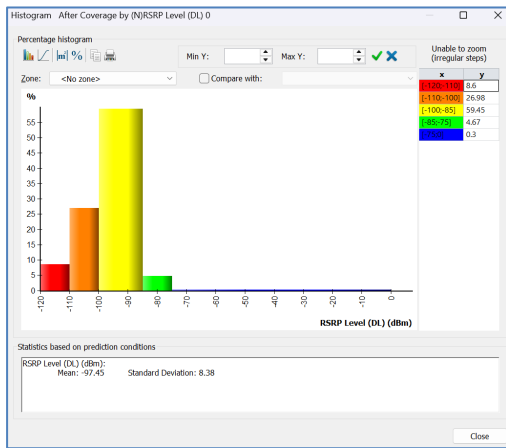 Histogram After Coverage by (N)RSRP Level (DL) 0
Percentage histogram
|m²| %
Min Y:
Max Y:
Unable to zoom
(irregular steps)
Zone: <No zone>
Compare with:
x y
[-120;-110] 8.6
[-110;-100] 26.98
[-100;-85] 59.45
[-85;-75] 4.67
[-75;0] 0.3
%
55
50
45
40
35
30
25
20
15
10
5
0
-120 -110 -100 -90 -80 -70 -60 -50 -40 -30 -20 -10 0
RSRP Level (DL) (dBm)
Statistics based on prediction conditions
RSRP Level (DL) (dBm):
Mean: -97.45 Standard Deviation: 8.38
Close